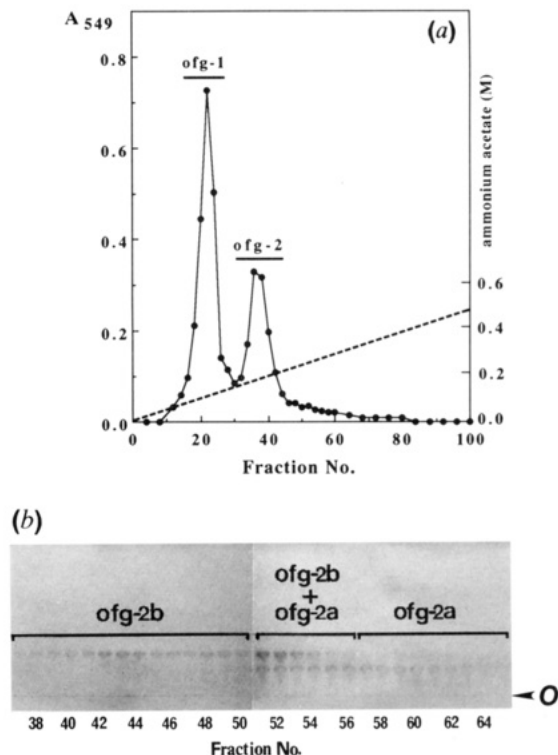 A 549
(a)
ofg-1
ofg-2
0.8
0.6
0.4
0.2
0.0
0.6
0.4
0.2
0.0
ammonium acetate (M)
0 20 40 60 80 100
Fraction No.
(b)
ofg-2b
ofg-2b
+
ofg-2a
ofg-2a
O
38 40 42 44 46 48 50 52 54 56 58 60 62 64
Fraction No.